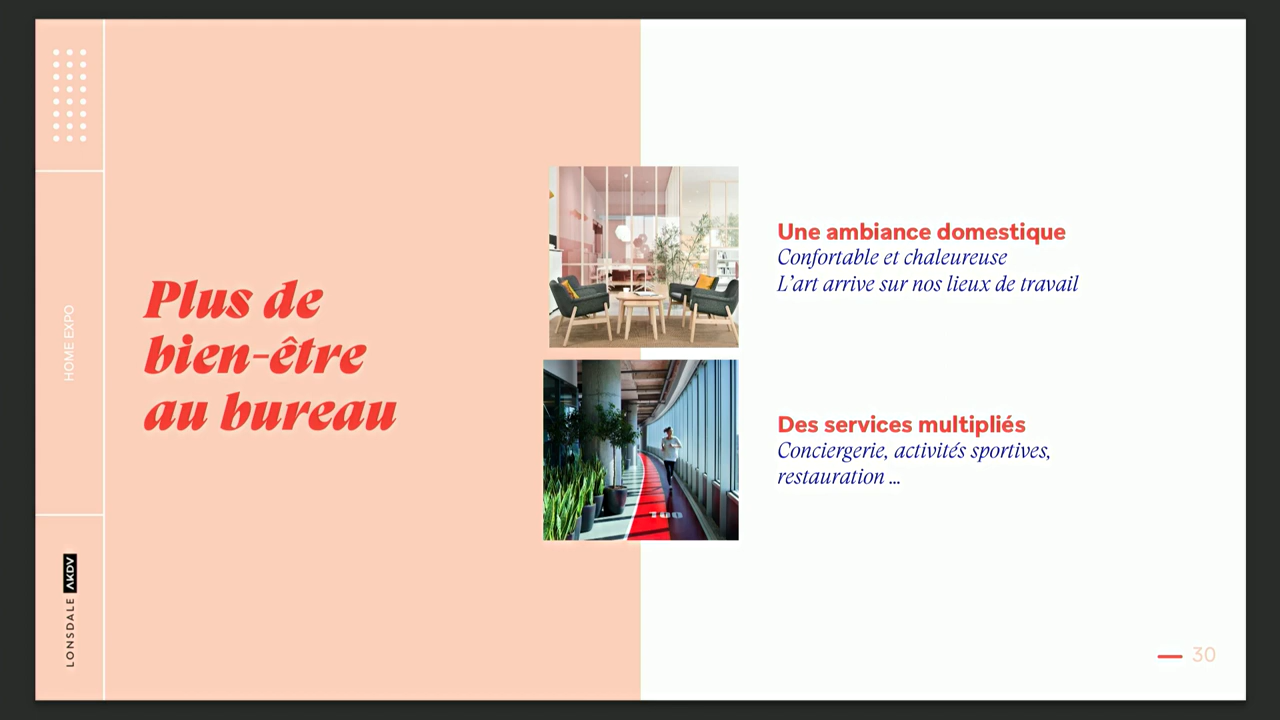 HOME EXPO
LONSDALE AKDV
Plus de
bien-être
au bureau
Une ambiance domestique
Confortable et chaleureuse
L'art arrive sur nos lieux de travail
100
Des services multipliés
Conciergerie, activités sportives,
restauration ...
30